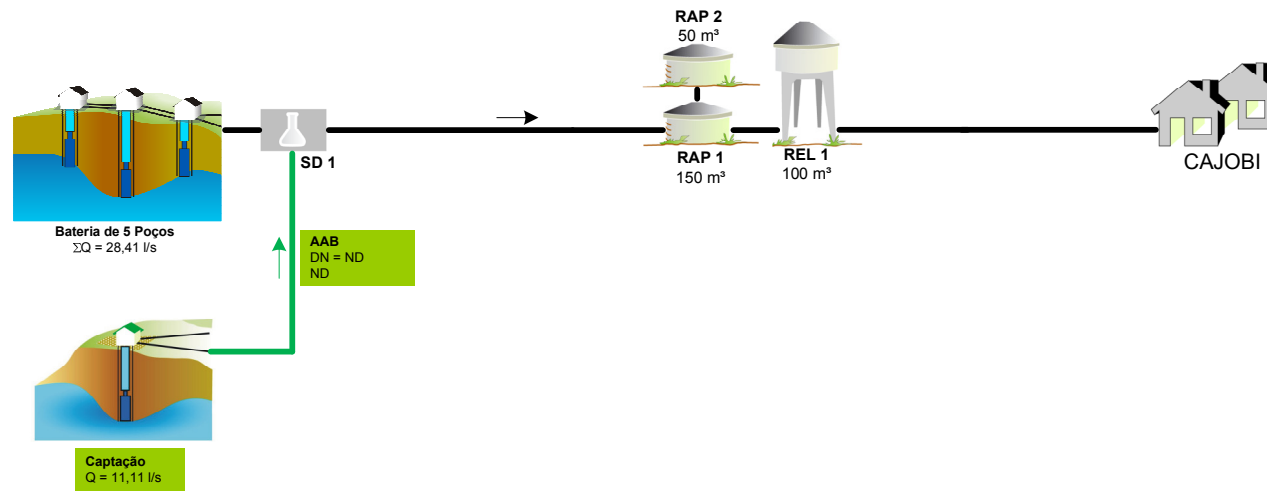 RAP 2
50 m³
RAP 1
150 m³
REL 1
100 m³
CAJOBI
SD 1
Bateria de 5 Poços
ΣQ = 28,41 l/s
AAB
DN = ND
ND
Captação
Q = 11,11 l/s